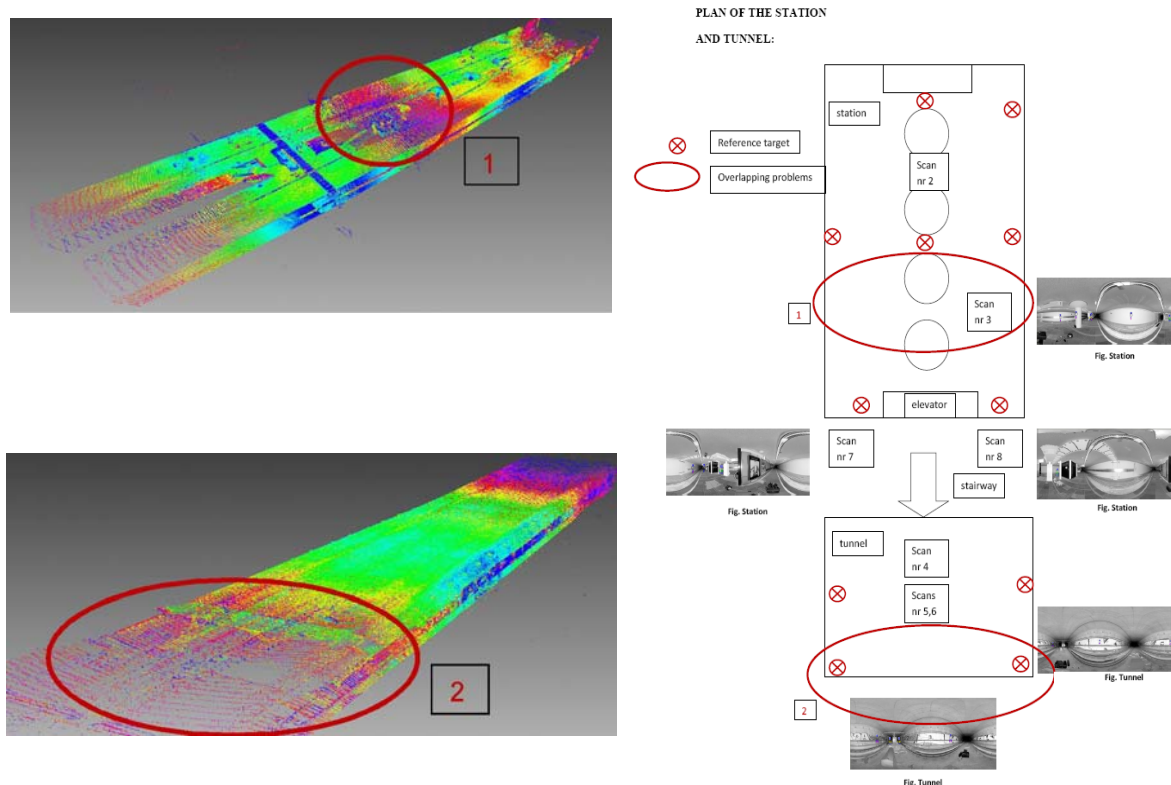 PLAN OF THE STATION
AND TUNNEL:
1
station
Reference target
Overlapping problems
Scan
nr 2
Scan
nr 3
1
Fig. Station
elevator
Scan
nr 7
Scan
nr 8
stairway
Fig. Station
Fig. Station
tunnel
Scan
nr 4
Scans
nr 5,6
2
Fig. Tunnel
2
Fig. Tunnel